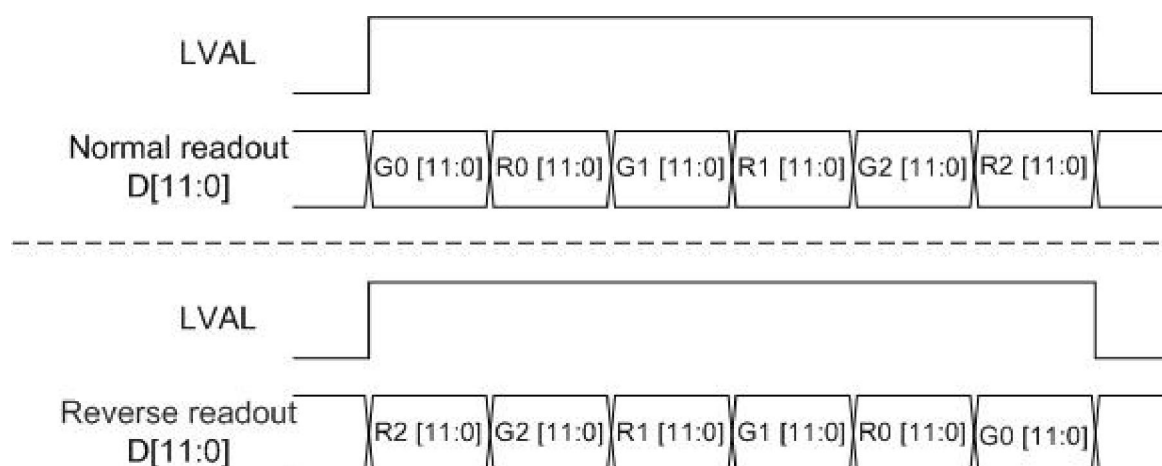 LVAL
Normal readout
D[11:0]
G0 [11:0] R0 [11:0] G1 [11:0] R1 [11:0] G2 [11:0] R2 [11:0]
LVAL
Reverse readout
D[11:0]
R2 [11:0] G2 [11:0] R1 [11:0] G1 [11:0] R0 [11:0] G0 [11:0]